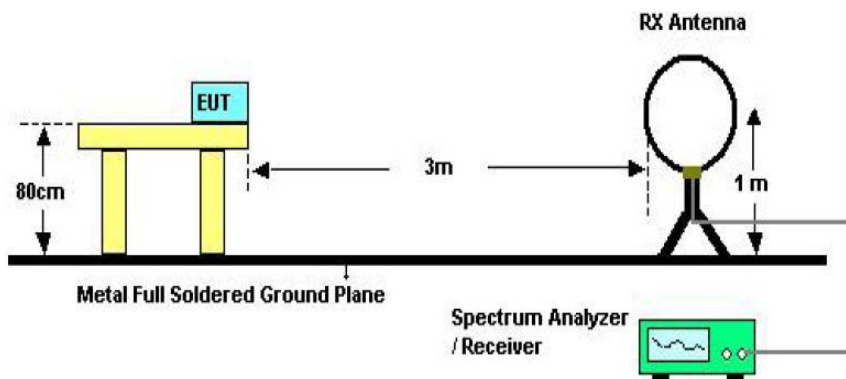 RX Antenna
EUT
80cm
3m
1 m
Metal Full Soldered Ground Plane
Spectrum Analyzer
/ Receiver